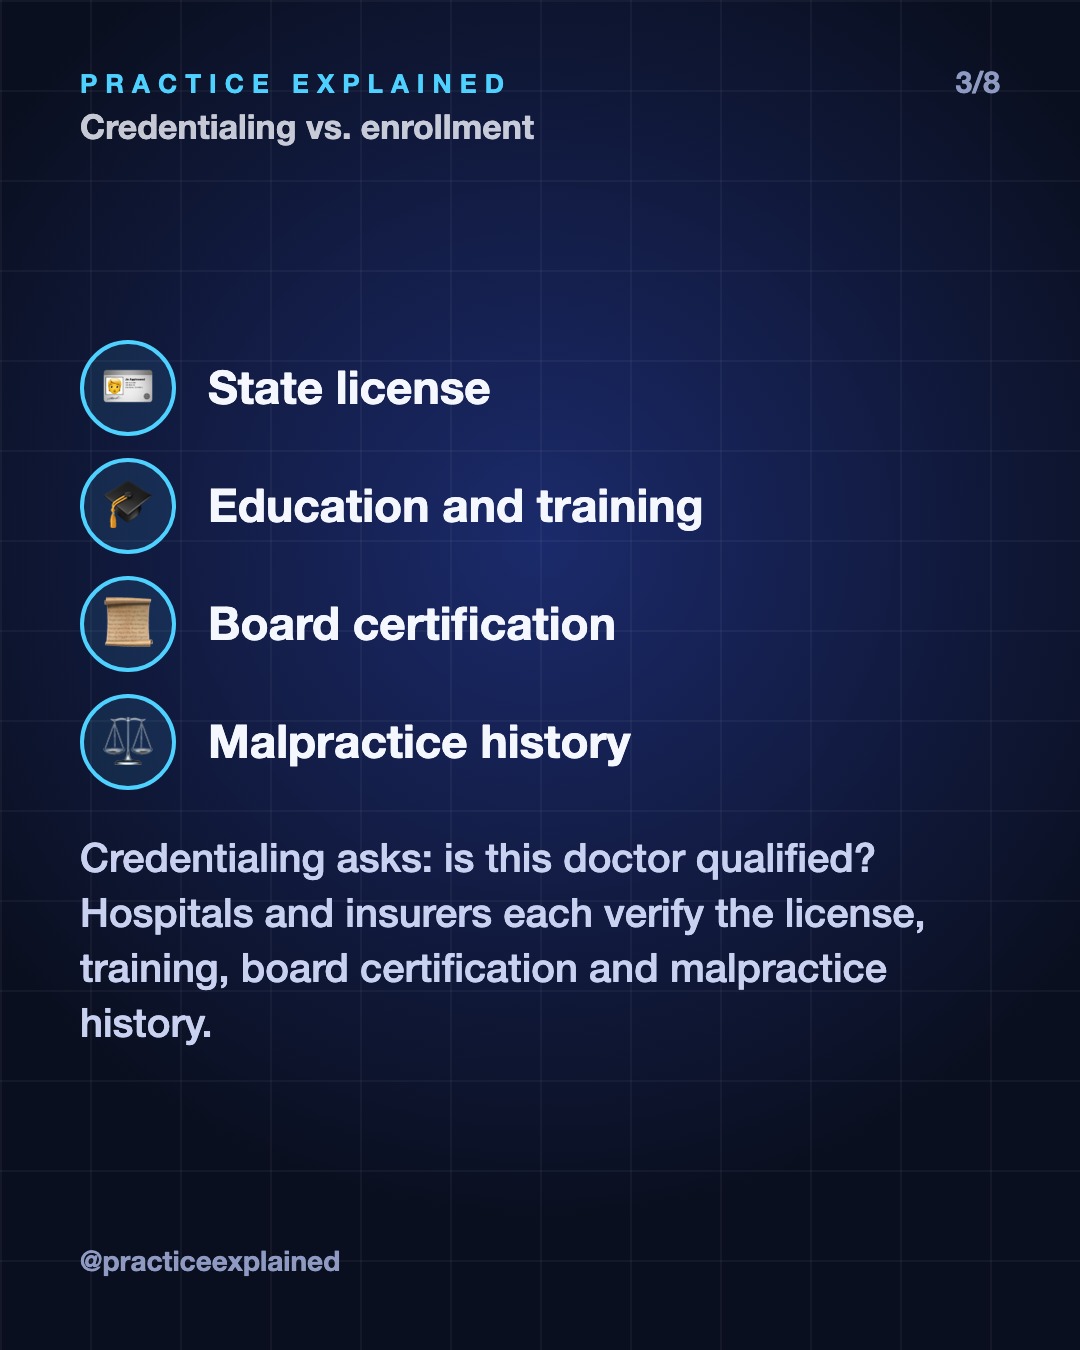 PRACTICE EXPLAINED
3/8
Credentialing vs. enrollment
State license
Education and training
Board certification
Malpractice history
Credentialing asks: is this doctor qualified?
Hospitals and insurers each verify the license,
training, board certification and malpractice
history.
@practiceexplained